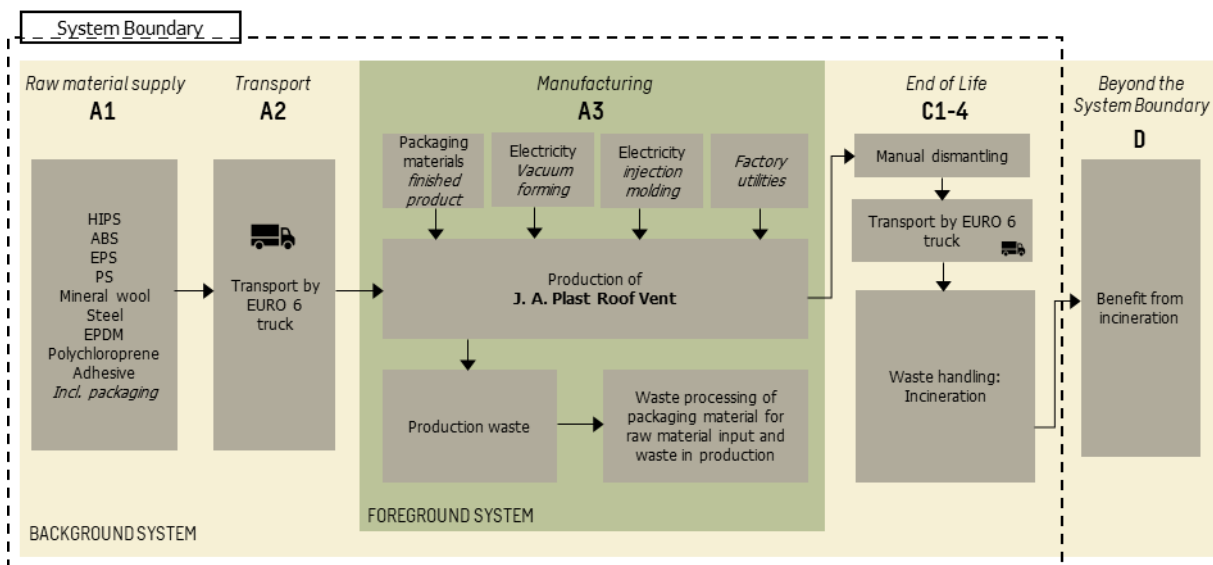 System Boundary
Raw material supply
A1
HIPS
ABS
EPS
PS
Mineral wool
Steel
EPDM
Polychloroprene
Adhesive
Incl. packaging
Transport
A2
Transport by
EURO 6
truck
Manufacturing
A3
Packaging
materials
finished
product
Electricity
Vacuum
forming
Electricity
injection
molding
Factory
utilities
Production of
J. A. Plast Roof Vent
Production waste
Waste processing of
packaging material for
raw material input and
waste in production
FOREGROUND SYSTEM
End of Life
C1-4
Manual dismantling
Transport by EURO 6
truck
Waste handling:
Incineration
Beyond the
System Boundary
D
Benefit from
incineration
BACKGROUND SYSTEM